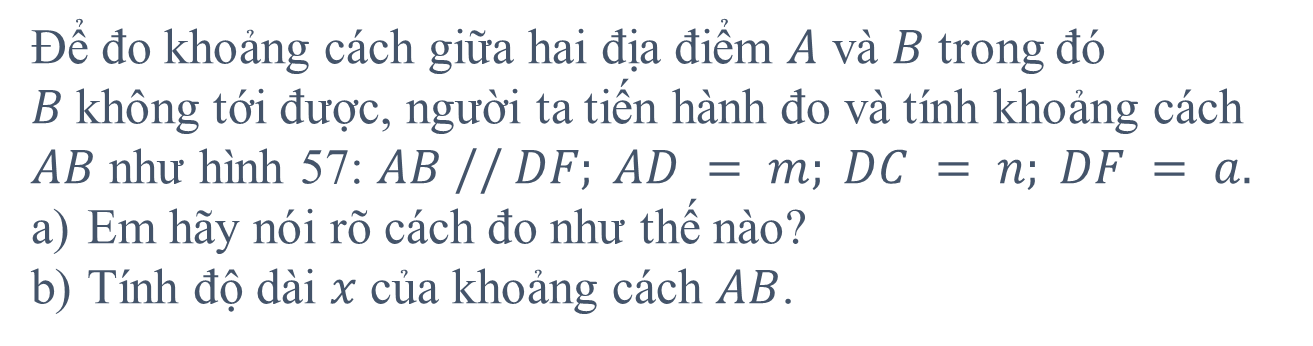 Để đo khoảng cách giữa hai địa điểm A và B trong đó
B không tới được, người ta tiến hành đo và tính khoảng cách
AB như hình 57: AB // DF; AD = m; DC = n; DF = a.
a) Em hãy nói rõ cách đo như thế nào?
b) Tính độ dài x của khoảng cách AB.